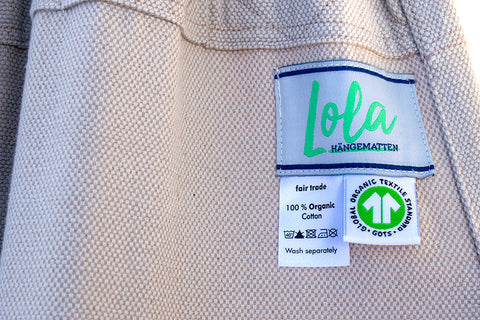 Lola
HÄNGEMATTEN
fair trade
100 % Organic
Cotton
Wash separately
GLOBAL ORGANIC TEXTILE STANDARD
· GOTS ·